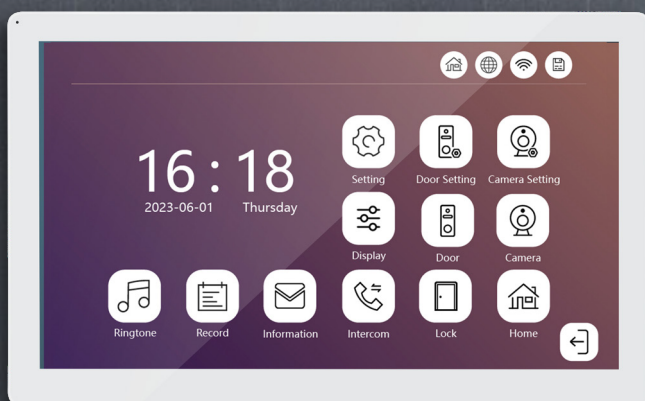 16 : 18
2023-06-01 Thursday
Setting Door Setting Camera Setting
Display Door Camera
Ringtone Record Information Intercom Lock Home